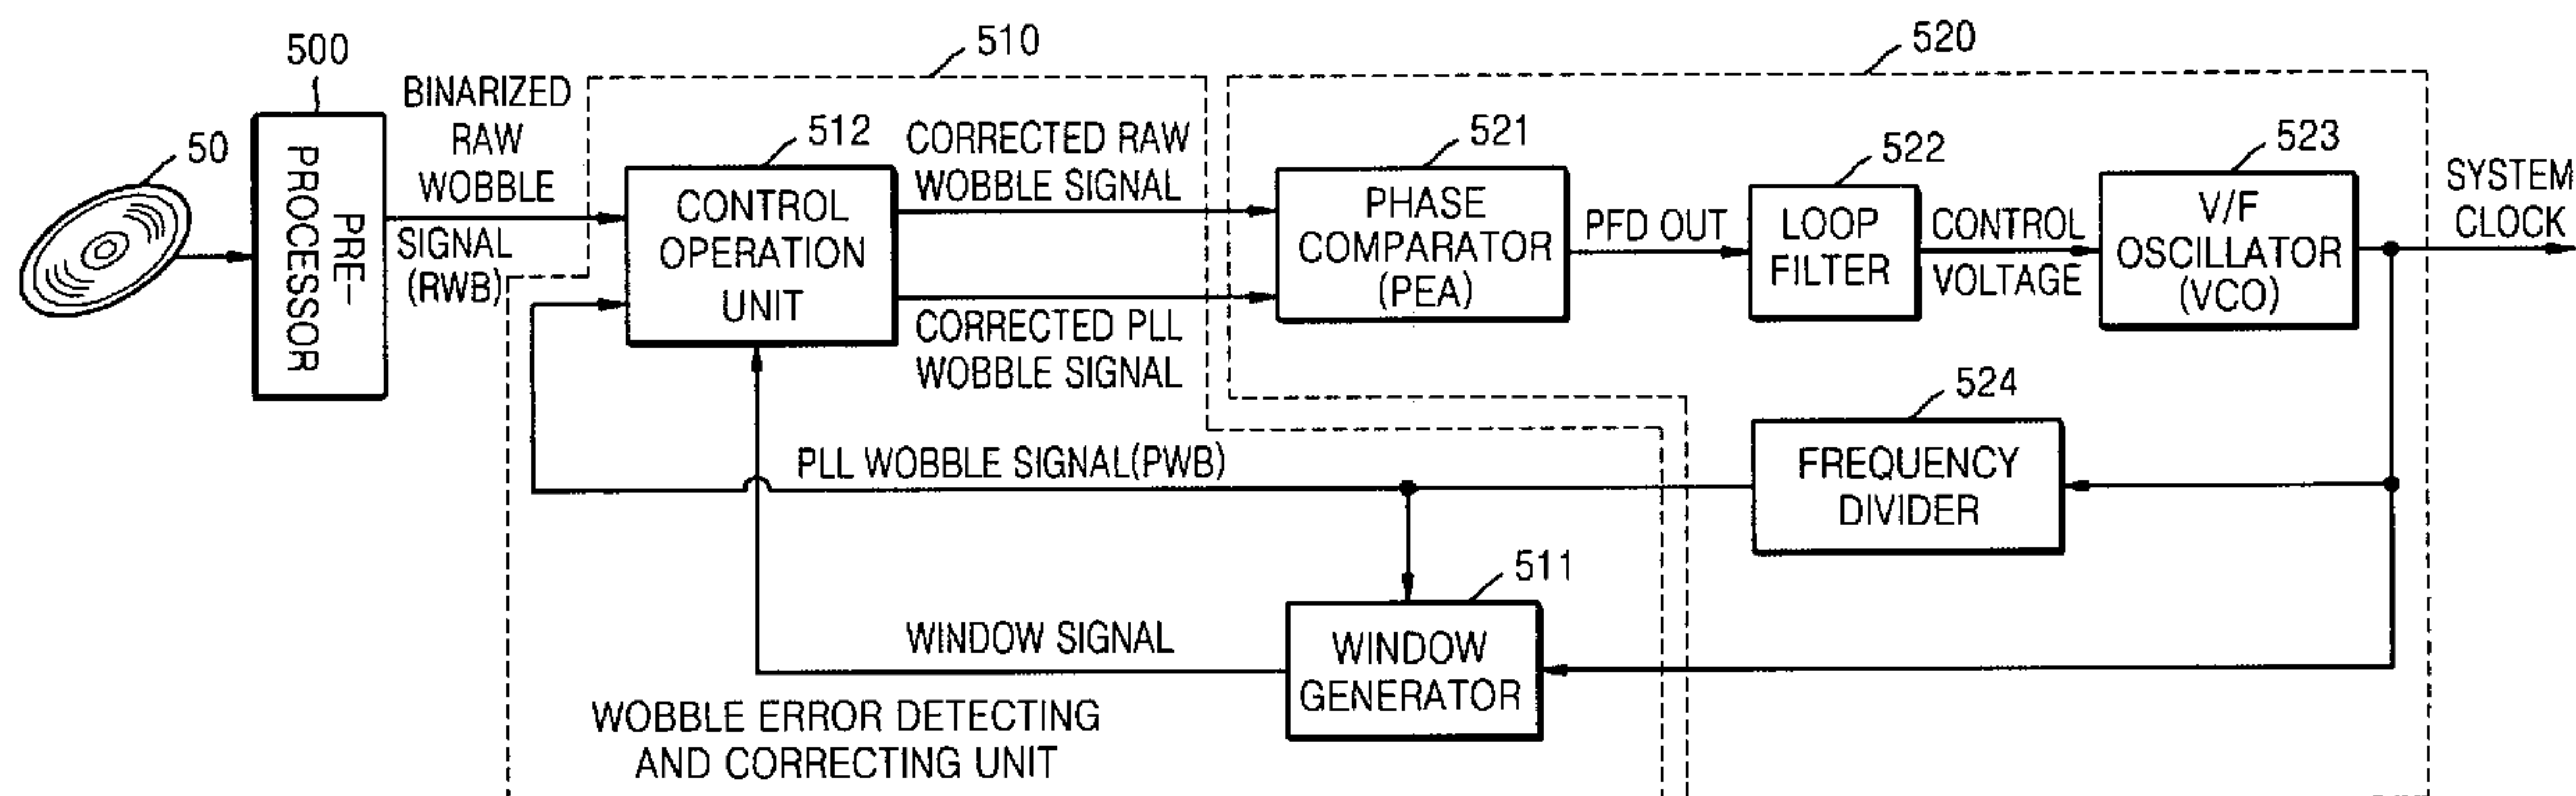 50
500
PRE-
PROCESSOR
BINARIZED
RAW
WOBBLE
SIGNAL
(RWB)
510
512
CONTROL
OPERATION
UNIT
CORRECTED RAW
WOBBLE SIGNAL
CORRECTED PLL
WOBBLE SIGNAL
520
521
PHASE
COMPARATOR
(PEA)
PFD OUT
522
LOOP
FILTER
CONTROL
VOLTAGE
523
V/F
OSCILLATOR
(VCO)
SYSTEM
CLOCK
524
FREQUENCY
DIVIDER
PLL WOBBLE SIGNAL(PWB)
511
WINDOW
GENERATOR
WINDOW SIGNAL
WOBBLE ERROR DETECTING
AND CORRECTING UNIT